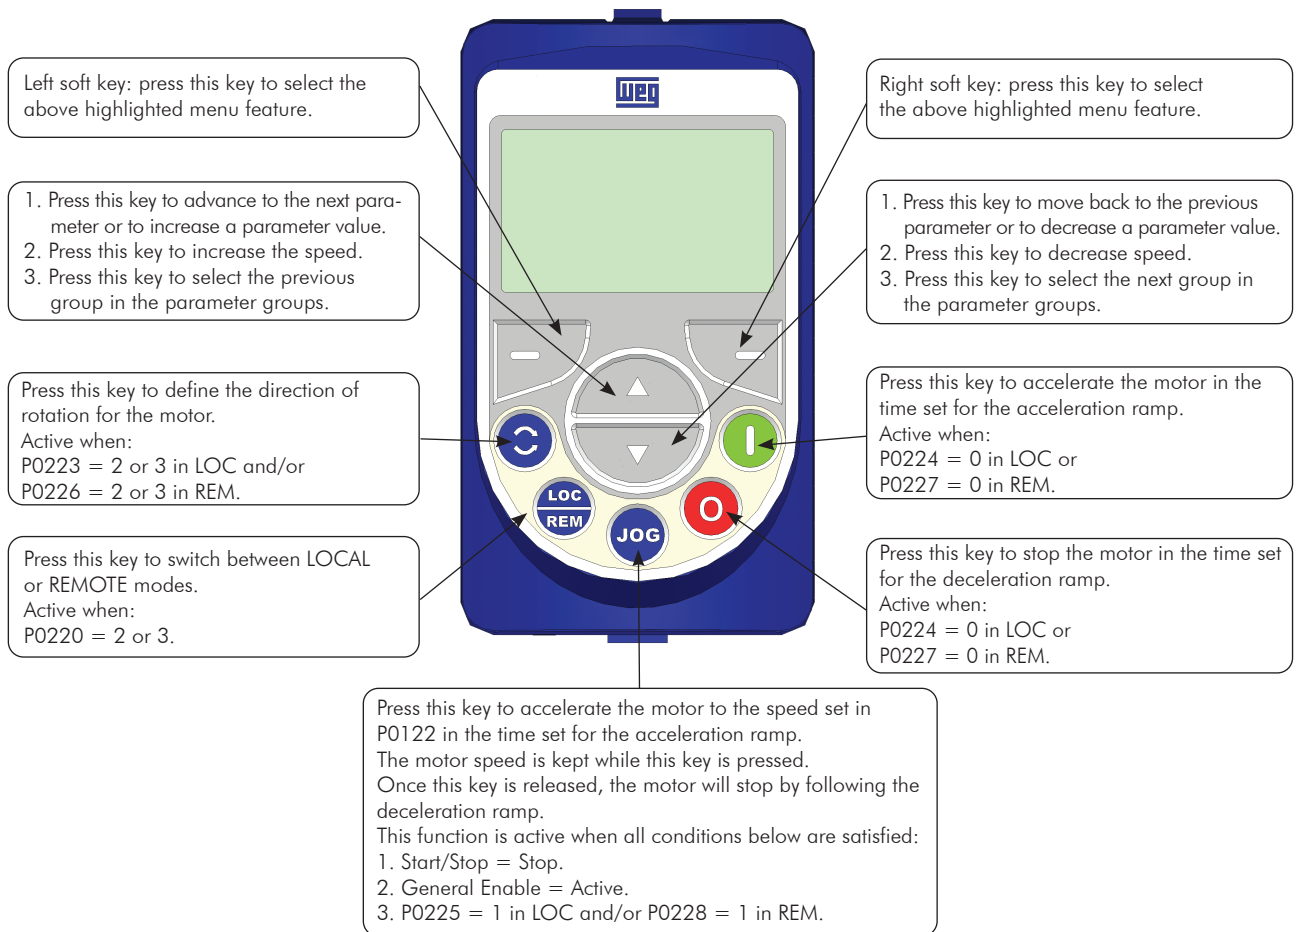 weg
Left soft key: press this key to select the
above highlighted menu feature.
Right soft key: press this key to select
the above highlighted menu feature.
1. Press this key to advance to the next para-
meter or to increase a parameter value.
2. Press this key to increase the speed.
3. Press this key to select the previous
group in the parameter groups.
1. Press this key to move back to the previous
parameter or to decrease a parameter value.
2. Press this key to decrease speed.
3. Press this key to select the next group in
the parameter groups.
Press this key to define the direction of
rotation for the motor.
Active when:
P0223 = 2 or 3 in LOC and/or
P0226 = 2 or 3 in REM.
Press this key to accelerate the motor in the
time set for the acceleration ramp.
Active when:
P0224 = 0 in LOC or
P0227 = 0 in REM.
LOC
REM
JOG
O
I
Press this key to switch between LOCAL
or REMOTE modes.
Active when:
P0220 = 2 or 3.
Press this key to stop the motor in the time set
for the deceleration ramp.
Active when:
P0224 = 0 in LOC or
P0227 = 0 in REM.
Press this key to accelerate the motor to the speed set in
P0122 in the time set for the acceleration ramp.
The motor speed is kept while this key is pressed.
Once this key is released, the motor will stop by following the
deceleration ramp.
This function is active when all conditions below are satisfied:
1. Start/Stop = Stop.
2. General Enable = Active.
3. P0225 = 1 in LOC and/or P0228 = 1 in REM.